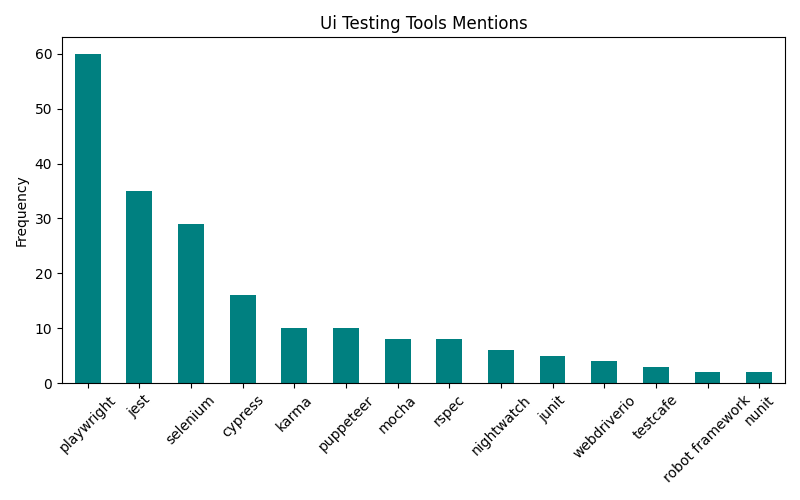 Ui Testing Tools Mentions
Frequency
60
50
40
30
20
10
0
playwright
jest
selenium
cypress
karma
puppeteer
mocha
rspec
nightwatch
junit
webdriverio
testcafe
robot framework
nunit